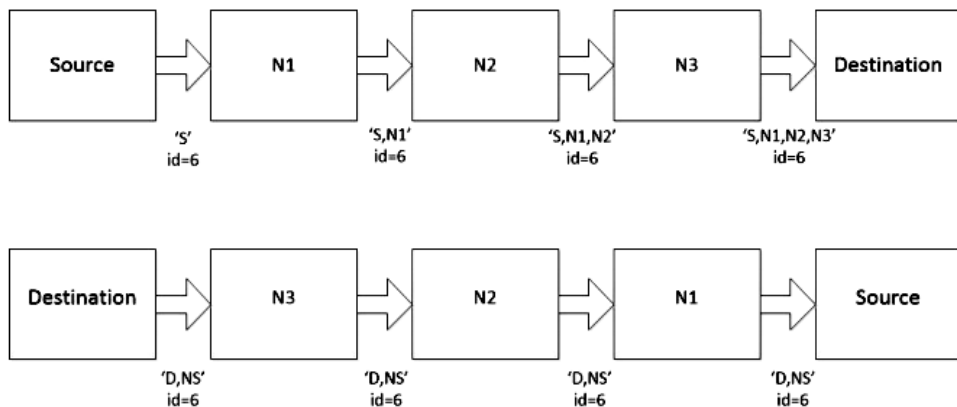 Source N1 N2 N3 Destination
'S' 'S,N1' 'S,N1,N2' 'S,N1,N2,N3'
id=6 id=6 id=6 id=6
Destination N3 N2 N1 Source
'D,NS' 'D,NS' 'D,NS' 'D,NS'
id=6 id=6 id=6 id=6